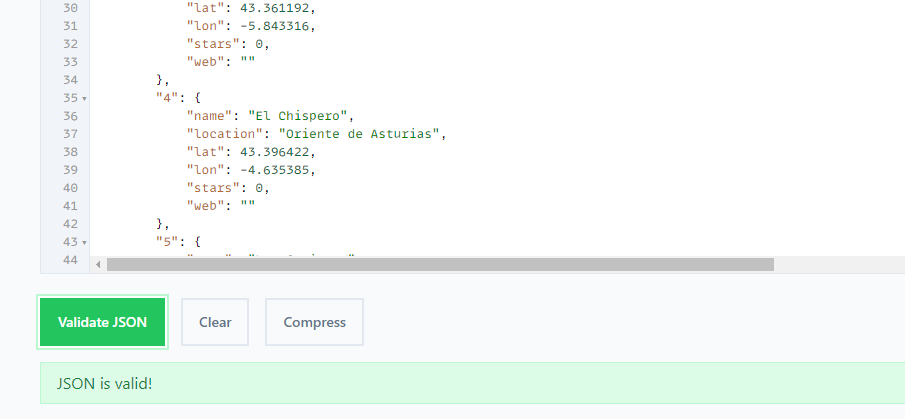 30 "lat": 43.361192,
31 "lon": -5.843316,
32 "stars": 0,
33 "web": ""
34 },
35 "4": {
36 "name": "El Chispero",
37 "location": "Oriente de Asturias",
38 "lat": 43.396422,
39 "lon": -4.635385,
40 "stars": 0,
41 "web": ""
42 },
43 "5": {
44
Validate JSON Clear Compress
JSON is valid!